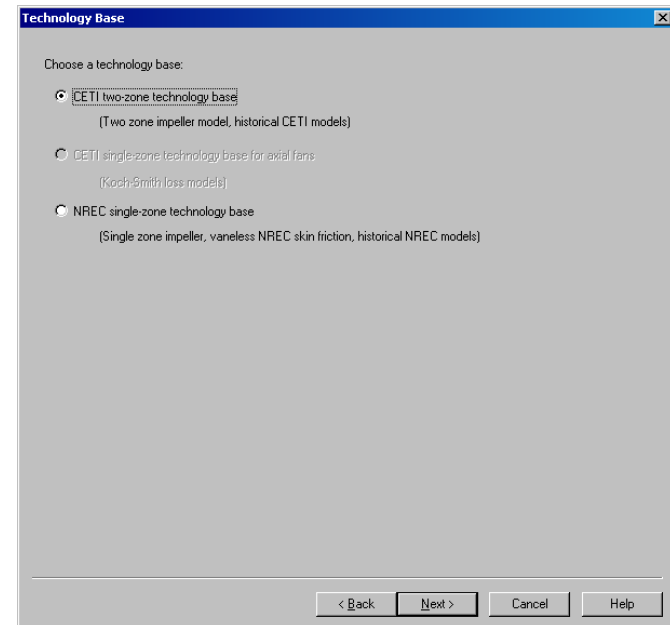 Technology Base
Choose a technology base:
CETI two-zone technology base
(Two zone impeller model, historical CETI models)
CETI single-zone technology base for axial fans
(Koch-Smith loss models)
NREC single-zone technology base
(Single zone impeller, vaneless NREC skin friction, historical NREC models)
< Back Next > Cancel Help